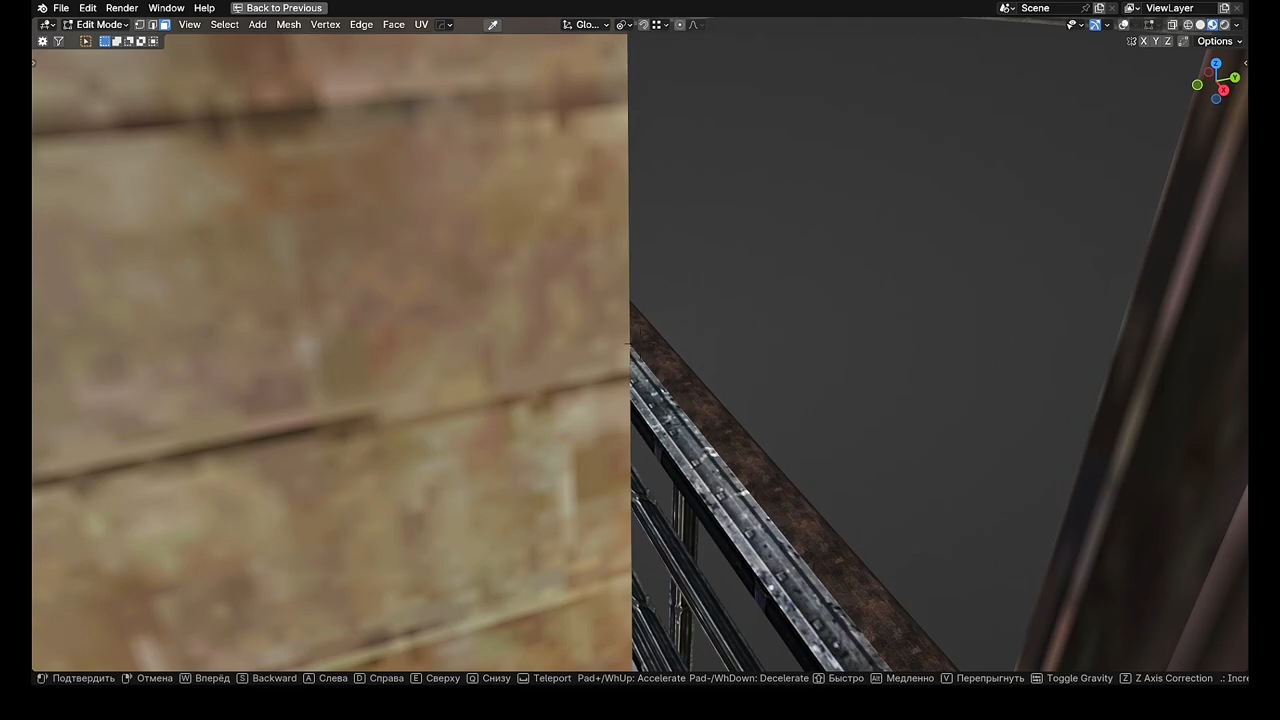 File Edit Render Window Help Back to Previous Scene ViewLayer
Edit Mode View Select Add Mesh Vertex Edge Face UV Glo...
X Y Z Options
Z
Y
X
Подтвердить Отмена W Вперёд S Backward A Слева D Справа E Сверху Q Снизу Teleport Pad+/WhUp: Accelerate Pad-/WhDown: Decelerate Быстро Alt Медленно V Перепрыгнуть Toggle Gravity Z Z Axis Correction .: Incre